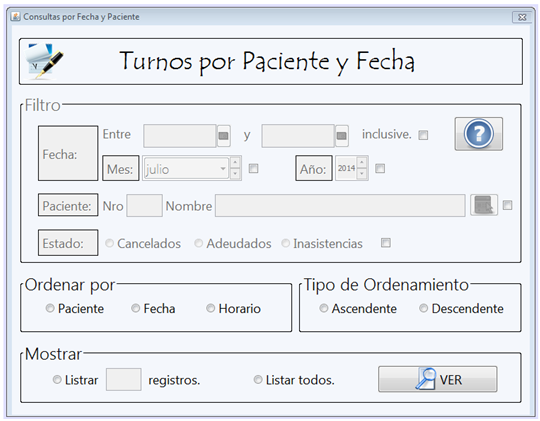 Consultas por Fecha y Paciente
Turnos por Paciente y Fecha
Filtro
Fecha:
Entre y inclusive.
Mes: julio Año: 2014
Paciente: Nro Nombre
Estado: Cancelados Adeudados Inasistencias
Ordenar por
Paciente Fecha Horario
Tipo de Ordenamiento
Ascendente Descendente
Mostrar
Listrar registros. Listar todos. VER